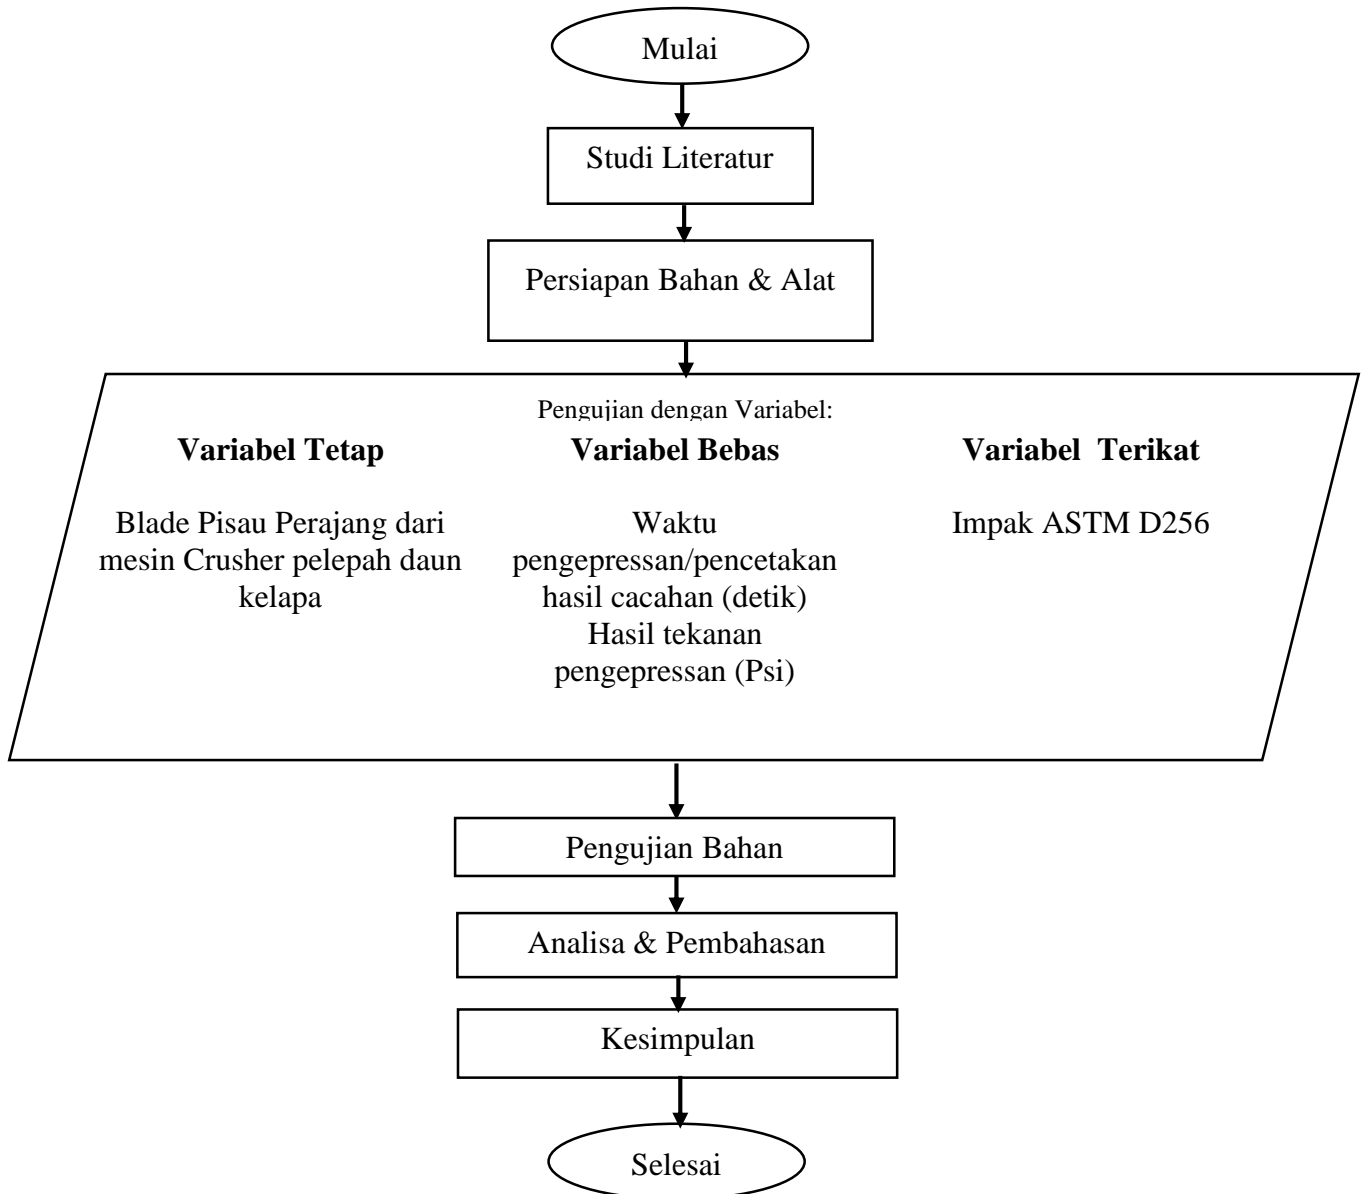 Mulai
Studi Literatur
Persiapan Bahan & Alat
Pengujian dengan Variabel:
Variabel Tetap
Blade Pisau Perajang dari
mesin Crusher pelepah daun
kelapa
Variabel Bebas
Waktu
pengepressan/pencetakan
hasil cacahan (detik)
Hasil tekanan
pengepressan (Psi)
Variabel Terikat
Impak ASTM D256
Pengujian Bahan
Analisa & Pembahasan
Kesimpulan
Selesai